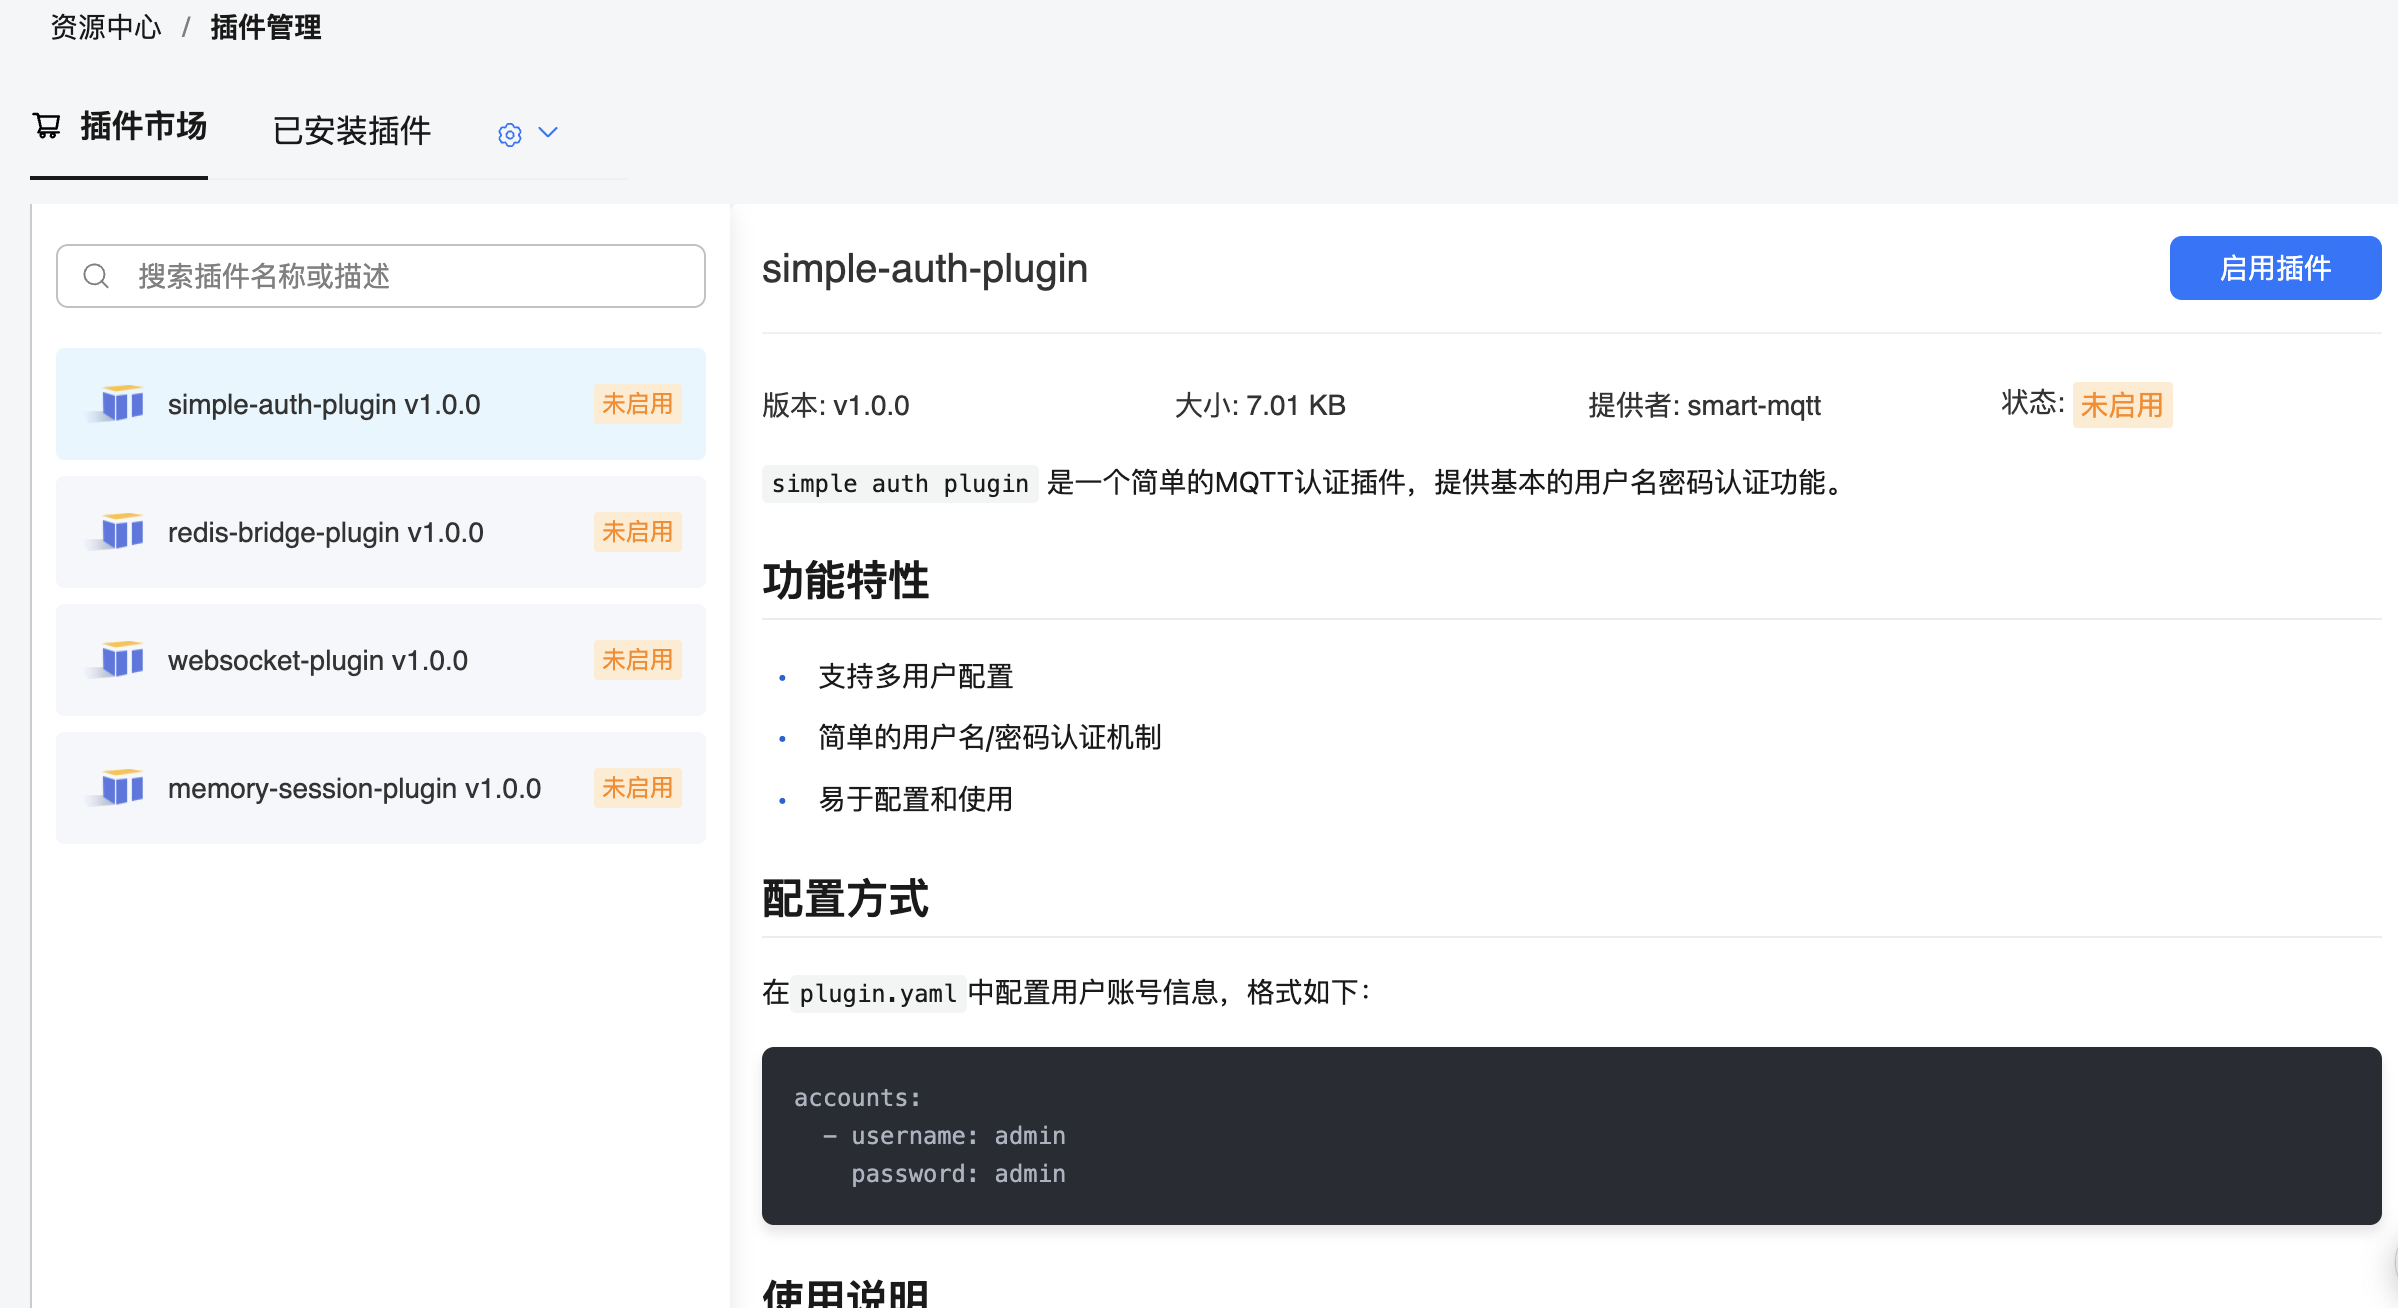 资源中心 / 插件管理
插件市场 已安装插件
搜索插件名称或描述
simple-auth-plugin v1.0.0 未启用
redis-bridge-plugin v1.0.0 未启用
websocket-plugin v1.0.0 未启用
memory-session-plugin v1.0.0 未启用
simple-auth-plugin 启用插件
版本: v1.0.0 大小: 7.01 KB 提供者: smart-mqtt 状态: 未启用
simple auth plugin 是一个简单的MQTT认证插件，提供基本的用户名密码认证功能。
功能特性
• 支持多用户配置
• 简单的用户名/密码认证机制
• 易于配置和使用
配置方式
在 plugin.yaml 中配置用户账号信息，格式如下：
accounts:
  - username: admin
    password: admin
使用说明